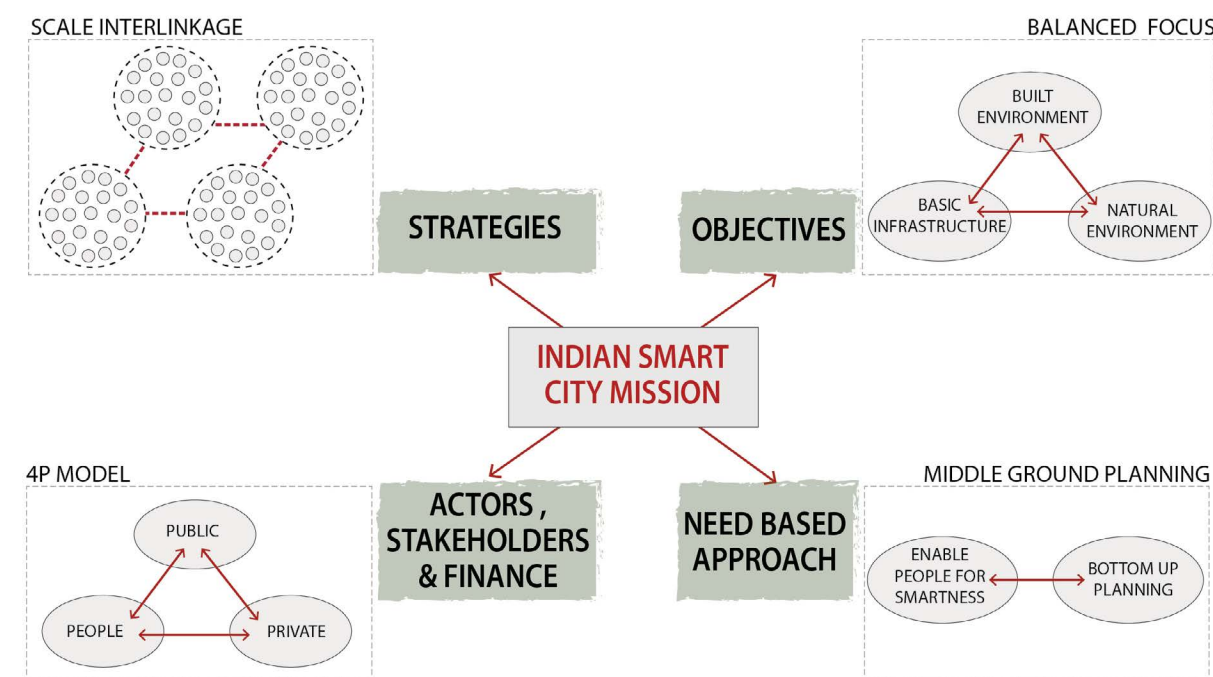 SCALE INTERLINKAGE
BALANCED FOCUS
BUILT
ENVIRONMENT
BASIC
INFRASTRUCTURE
NATURAL
ENVIRONMENT
STRATEGIES
OBJECTIVES
INDIAN SMART
CITY MISSION
4P MODEL
PUBLIC
PEOPLE
PRIVATE
ACTORS ,
STAKEHOLDERS
& FINANCE
NEED BASED
APPROACH
MIDDLE GROUND PLANNING
ENABLE
PEOPLE FOR
SMARTNESS
BOTTOM UP
PLANNING